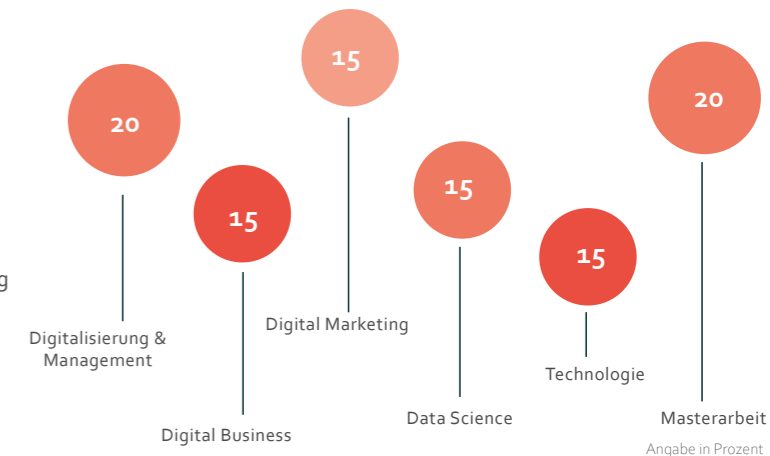 20
15
15
15
15
20
g
Digitalisierung &
Management
Digital Business
Digital Marketing
Data Science
Technologie
Masterarbeit
Angabe in Prozent